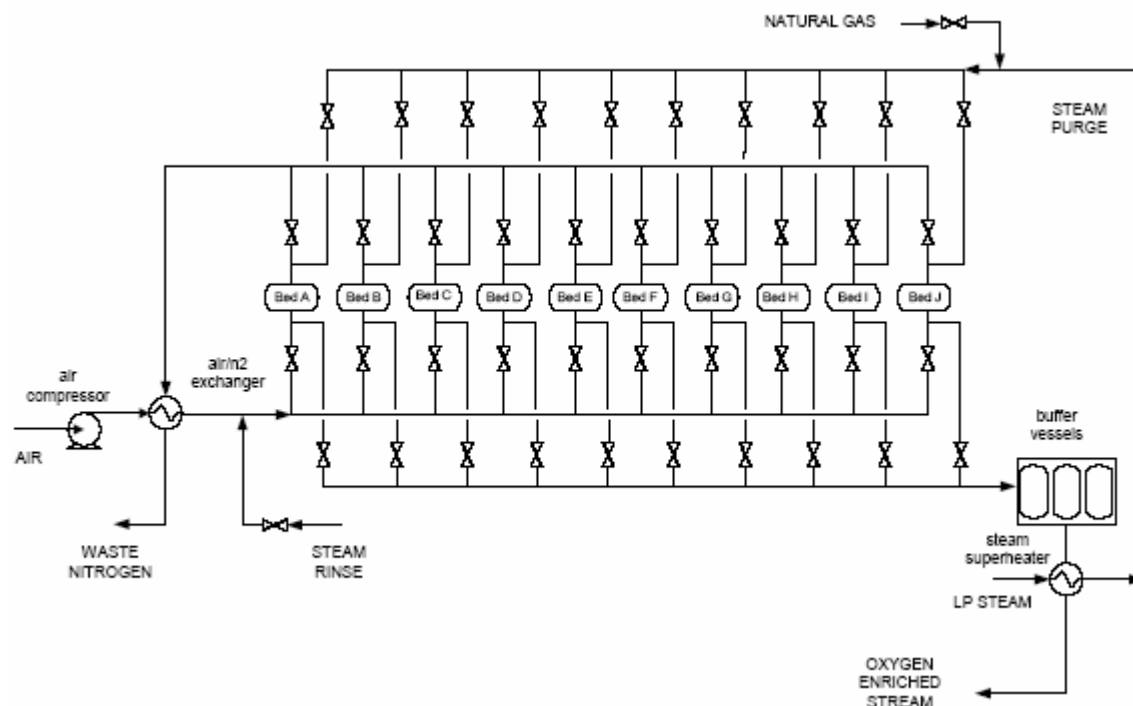 NATURAL GAS
STEAM
PURGE
Bed A
Bed B
Bed C
Bed D
Bed E
Bed F
Bed G
Bed H
Bed I
Bed J
air/n2
exchanger
air
compressor
AIR
buffer
vessels
WASTE
NITROGEN
STEAM
RINSE
steam
superheater
LP STEAM
OXYGEN
ENRICHED
STREAM